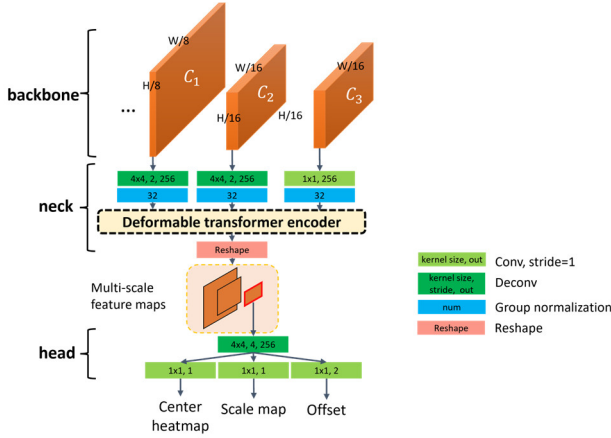 W/8
H/8
C1
W/16
H/16
C2
H/16
W/16
C3
backbone
...
4x4, 2, 256
4x4, 2, 256
1x1, 256
32
32
32
neck
Deformable transformer encoder
Reshape
Multi-scale
feature maps
kernel size, out
Conv, stride=1
kernel size,
stride, out
Deconv
num
Group normalization
Reshape
Reshape
head
4x4, 4, 256
1x1, 1
1x1, 1
1x1, 2
Center
heatmap
Scale map
Offset